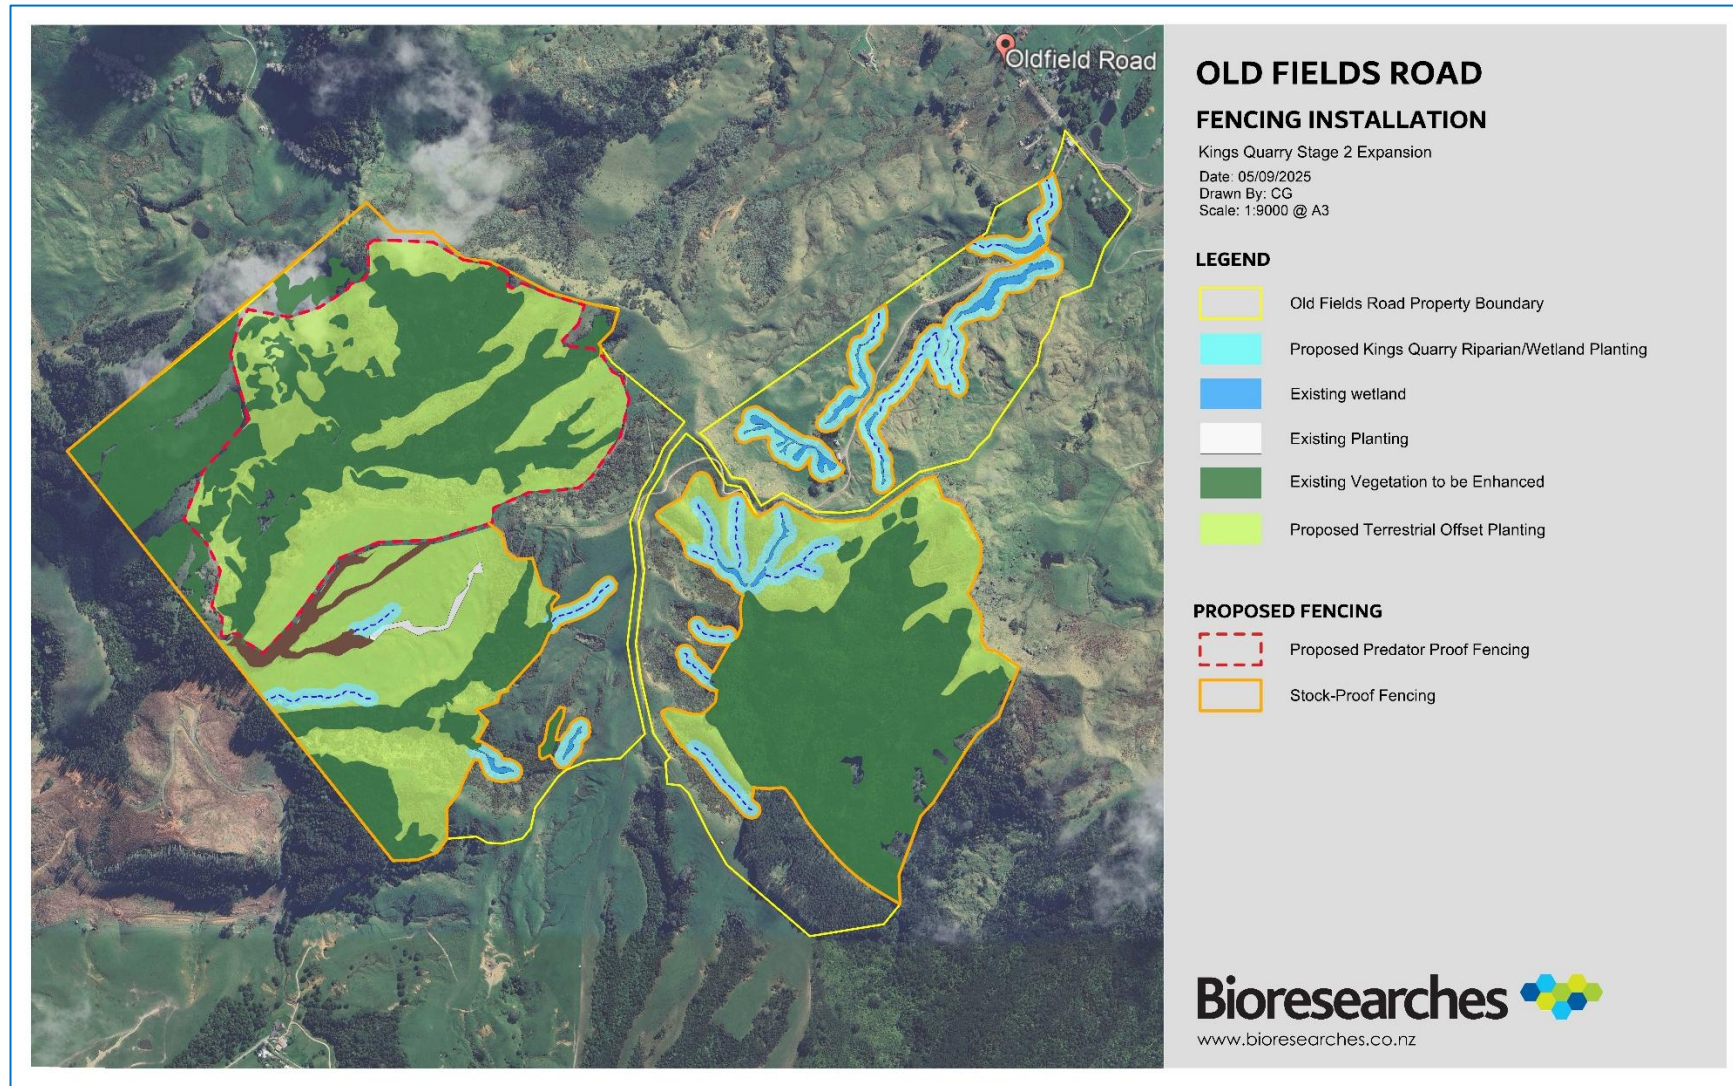 Oldfield Road
OLD FIELDS ROAD
FENCING INSTALLATION
Kings Quarry Stage 2 Expansion
Date: 05/09/2025
Drawn By: CG
Scale: 1:9000 @ A3
LEGEND
Old Fields Road Property Boundary
Proposed Kings Quarry Riparian/Wetland Planting
Existing wetland
Existing Planting
Existing Vegetation to be Enhanced
Proposed Terrestrial Offset Planting
PROPOSED FENCING
Proposed Predator Proof Fencing
Stock-Proof Fencing
Bioresearches
www.bioresearches.co.nz